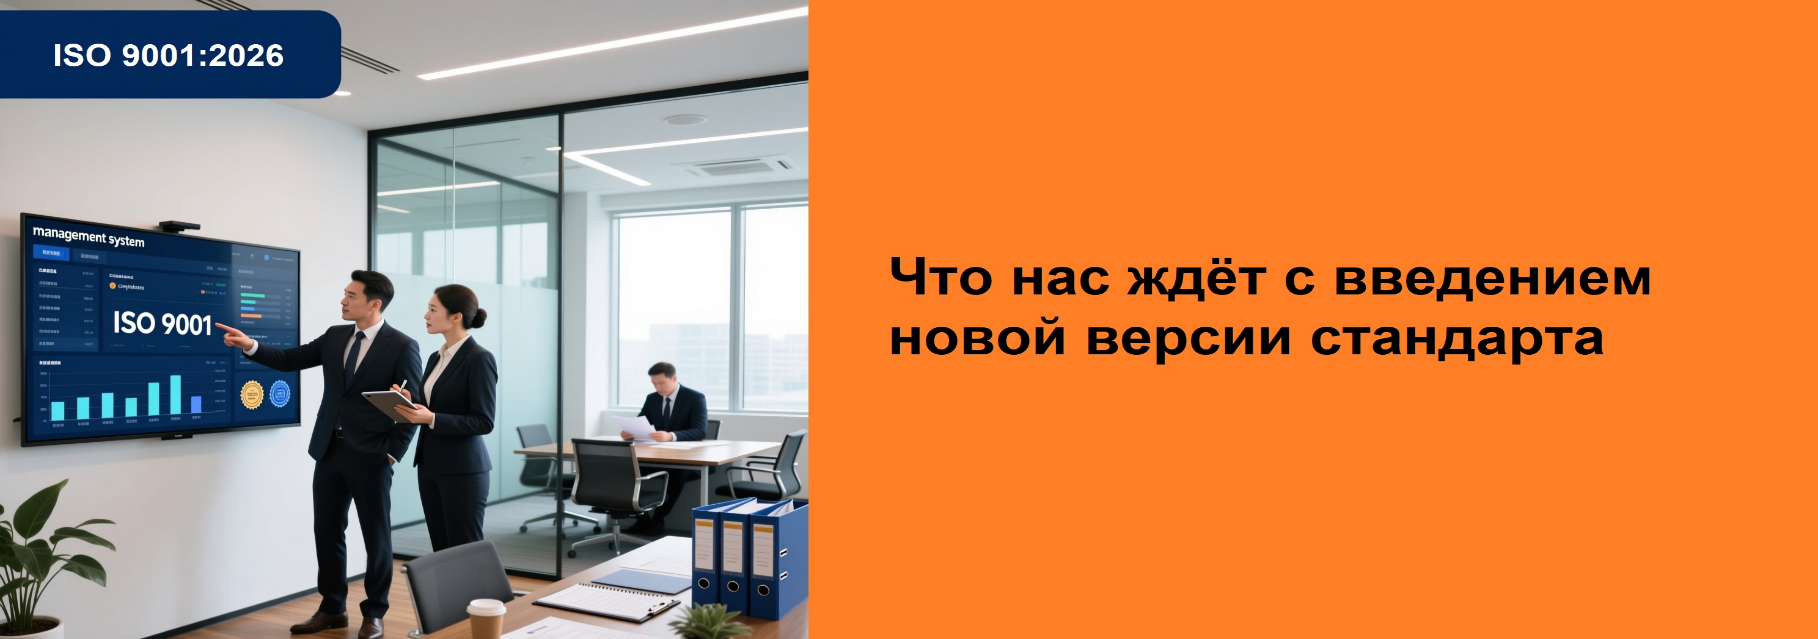 ISO 9001:2026
management system
ISO 9001
Что нас ждёт с введением
новой версии стандарта